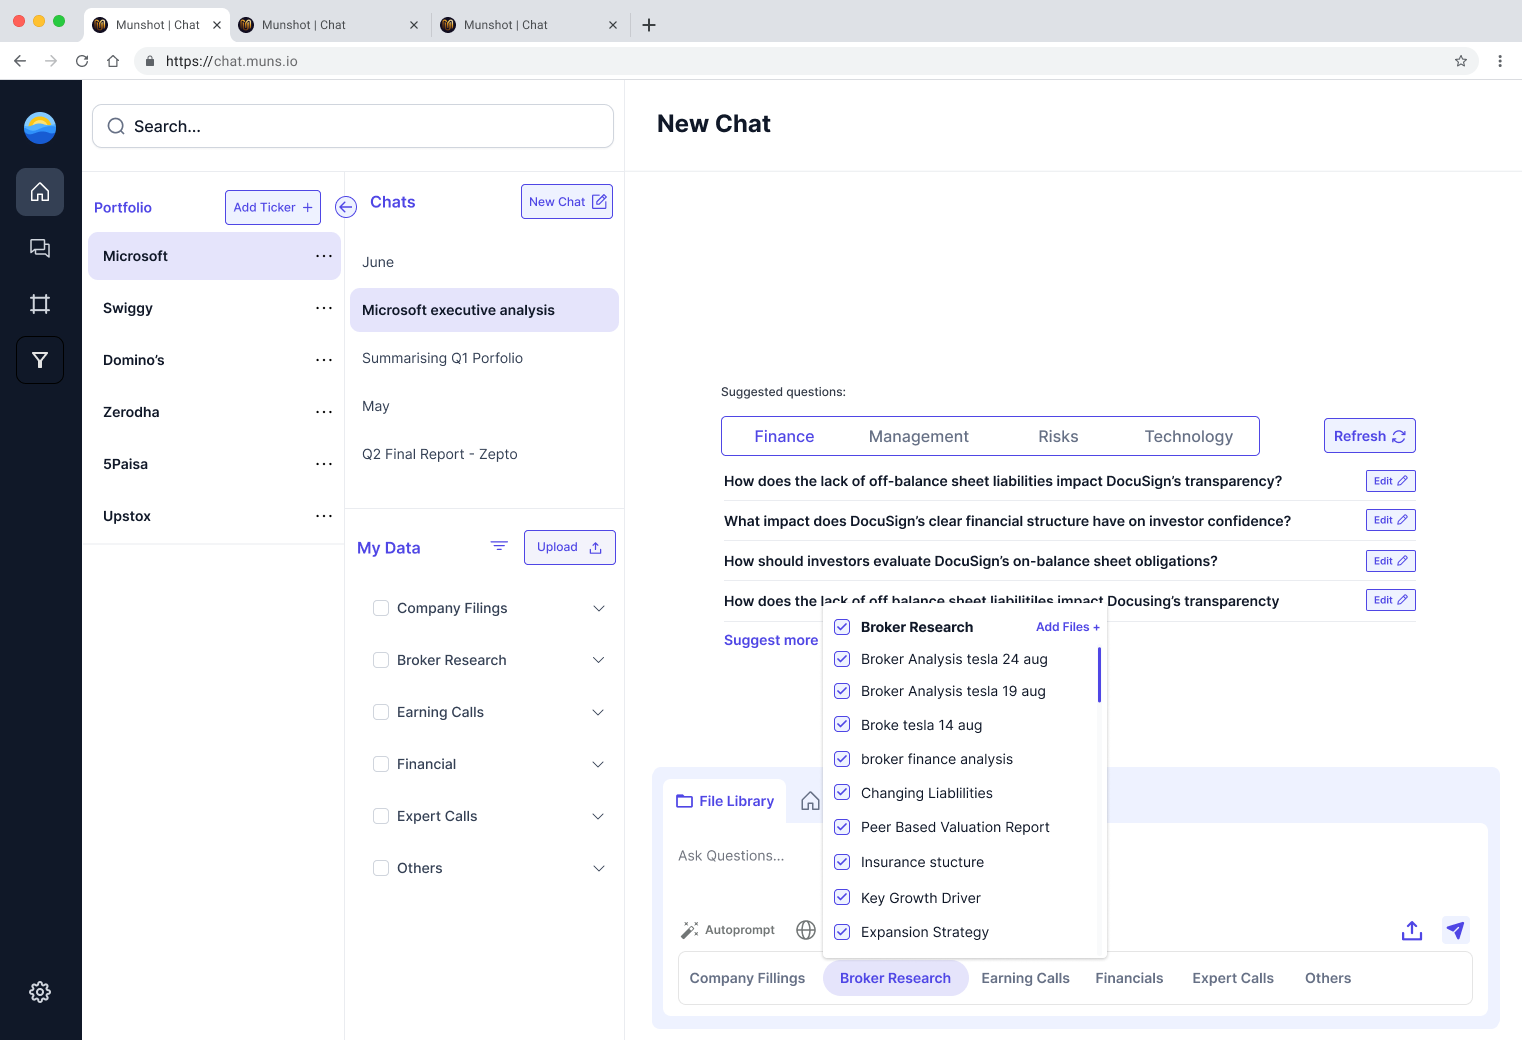 Munshot | Chat
Munshot | Chat
Munshot | Chat
https://chat.muns.io
Search...
New Chat
Portfolio
Add Ticker +
Chats
New Chat
Microsoft
Swiggy
Domino’s
Zerodha
5Paisa
Upstox
June
Microsoft executive analysis
Summarising Q1 Porfolio
May
Q2 Final Report - Zepto
My Data
Upload
Company Filings
Broker Research
Earning Calls
Financial
Expert Calls
Others
Suggested questions:
Finance Management Risks Technology
Refresh
How does the lack of off-balance sheet liabilities impact DocuSign’s transparency?
Edit
What impact does DocuSign’s clear financial structure have on investor confidence?
Edit
How should investors evaluate DocuSign’s on-balance sheet obligations?
Edit
How does the lack of off balance sheet liabilitiles impact Docusing’s transparencty
Edit
Suggest more
Broker Research
Add Files +
Broker Analysis tesla 24 aug
Broker Analysis tesla 19 aug
Broke tesla 14 aug
broker finance analysis
Changing Liablilities
Peer Based Valuation Report
Insurance stucture
Key Growth Driver
Expansion Strategy
File Library
Ask Questions...
Autoprompt
Company Fillings Broker Research Earning Calls Financials Expert Calls Others